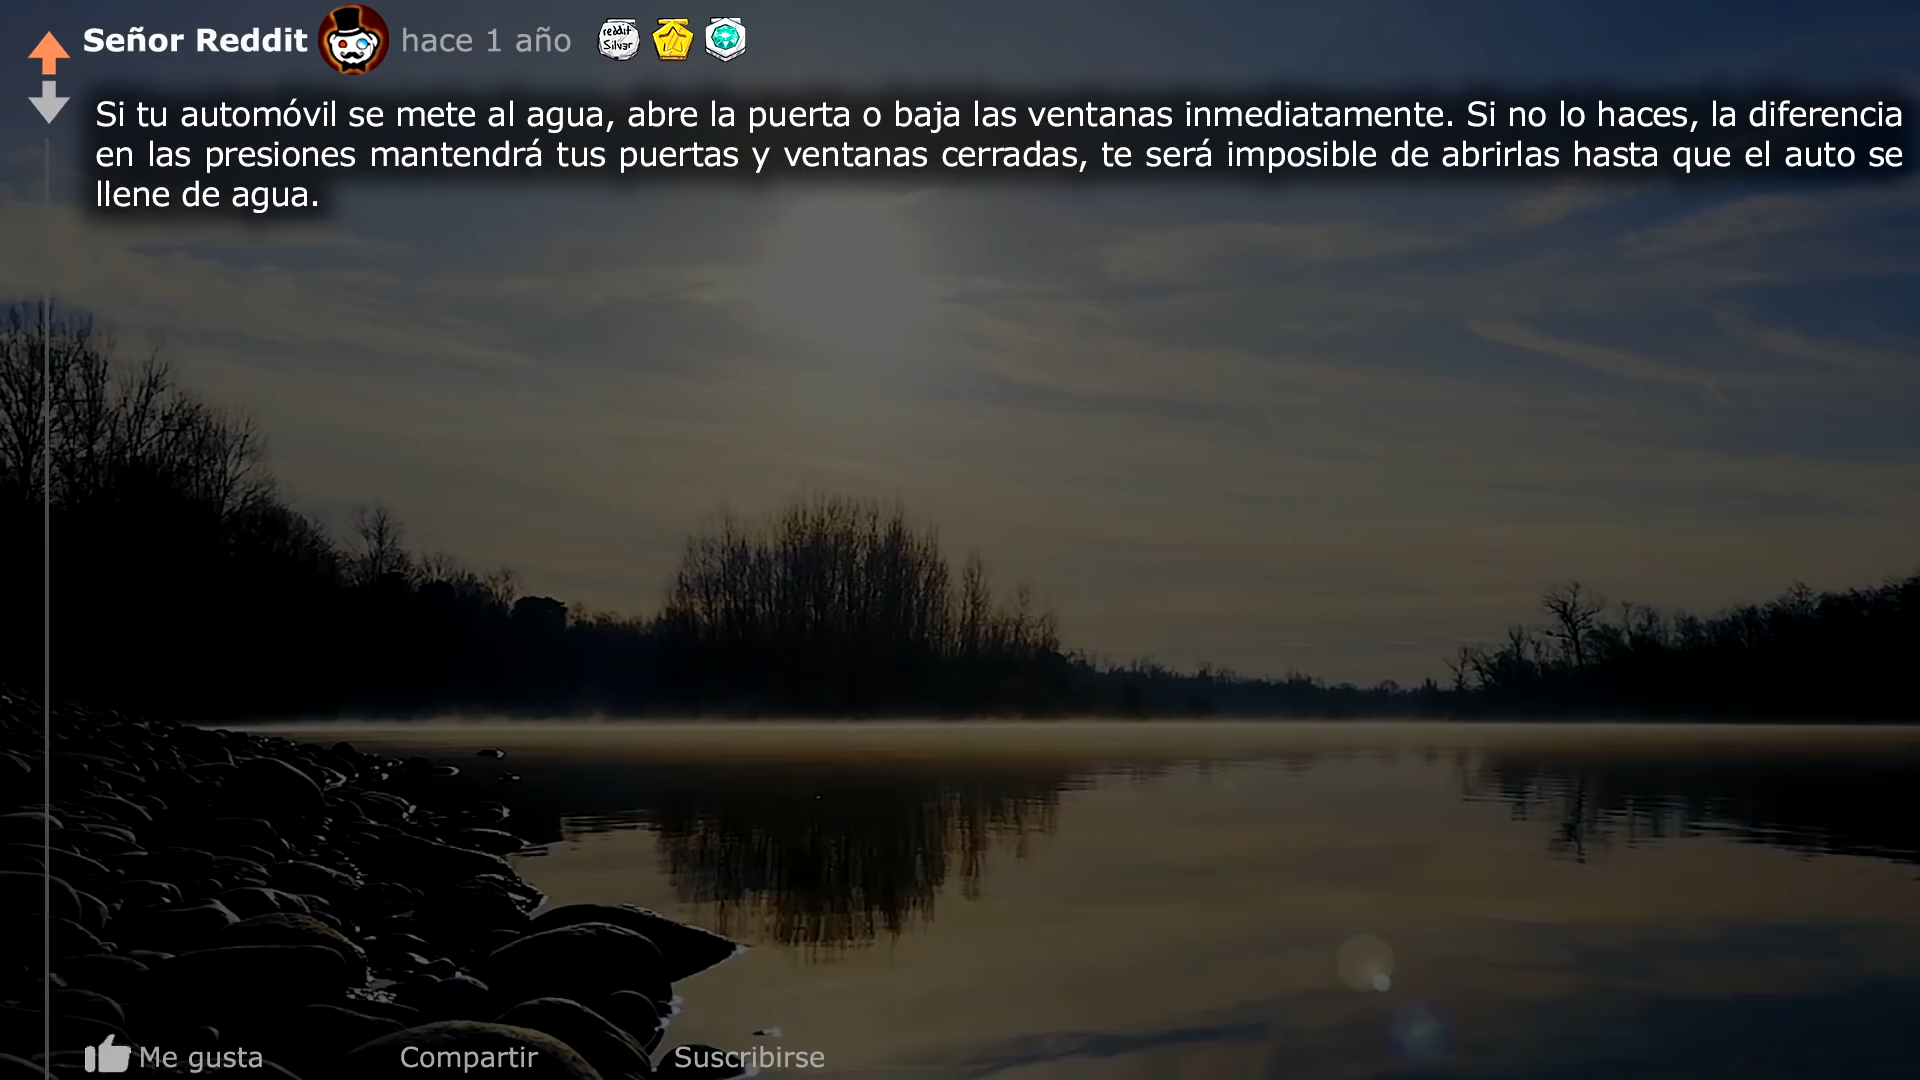 Señor Reddit hace 1 año reddit Silver
Si tu automóvil se mete al agua, abre la puerta o baja las ventanas inmediatamente. Si no lo haces, la diferencia
en las presiones mantendrá tus puertas y ventanas cerradas, te será imposible de abrirlas hasta que el auto se
llene de agua.
Me gusta Compartir Suscribirse